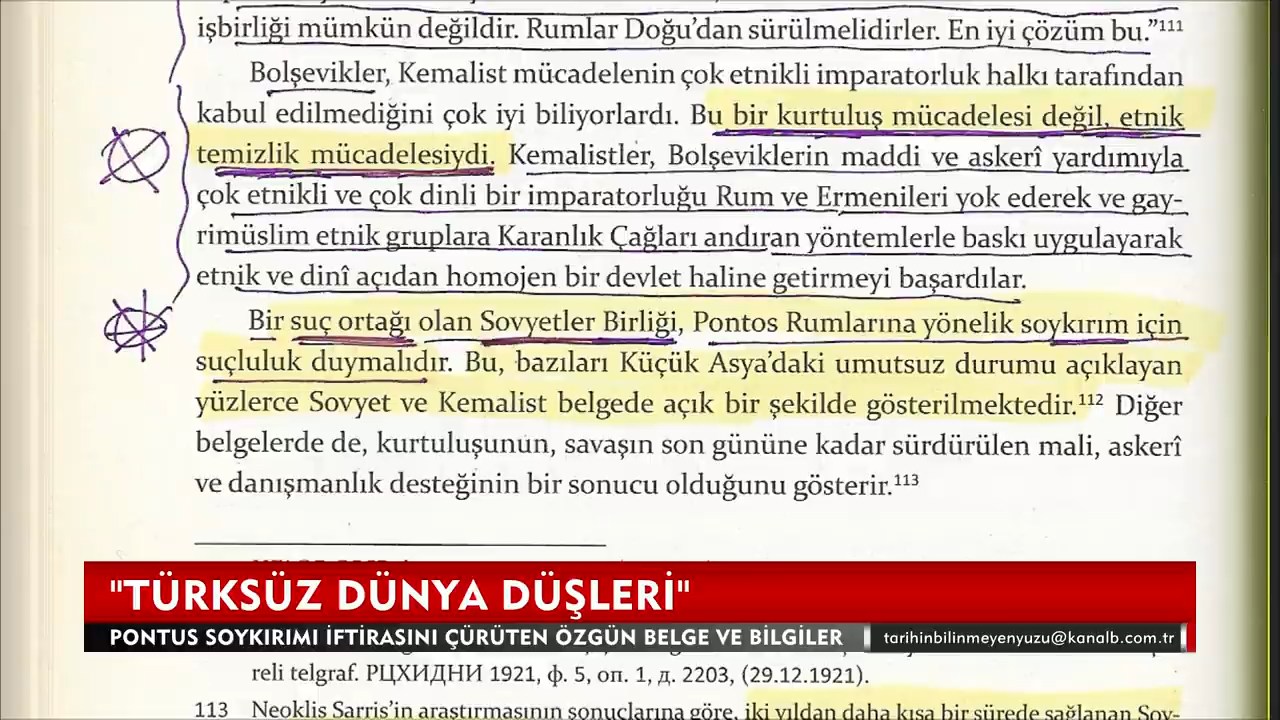 işbirliği mümkün değildir. Rumlar Doğu’dan sürülmelidirler. En iyi çözüm bu.”111
Bolşevikler, Kemalist mücadelenin çok etnikli imparatorluk halkı tarafından
kabul edilmediğini çok iyi biliyorlardı. Bu bir kurtuluş mücadelesi değil, etnik
temizlik mücadelesiydi. Kemalistler, Bolşeviklerin maddi ve askerî yardımıyla
çok etnikli ve çok dinli bir imparatorluğu Rum ve Ermenileri yok ederek ve gay-
rimüslim etnik gruplara Karanlık Çağları andıran yöntemlerle baskı uygulayarak
etnik ve dinî açıdan homojen bir devlet haline getirmeyi başardılar.
Bir suç ortağı olan Sovyetler Birliği, Pontos Rumlarına yönelik soykırım için
suçluluk duymalıdır. Bu, bazıları Küçük Asya’daki umutsuz durumu açıklayan
yüzlerce Sovyet ve Kemalist belgede açık bir şekilde gösterilmektedir.112 Diğer
belgelerde de, kurtuluşunun, savaşın son gününe kadar sürdürülen mali, askerî
ve danışmanlık desteğinin bir sonucu olduğunu gösterir.113
"TÜRKSÜZ DÜNYA DÜŞLERİ"
PONTUS SOYKIRIMI İFTİRASINI ÇÜRÜTEN ÖZGÜN BELGE VE BİLGİLER
tarihinbilinmeyenyuzu@kanalb.com.tr
reli telgraf. РЦХИДНИ 1921, ф. 5, оп. 1, д. 2203, (29.12.1921).
113 Neoklis Sarris’in araştırmasının sonuçlarına göre, iki yıldan daha kısa bir sürede sağlanan Sov-